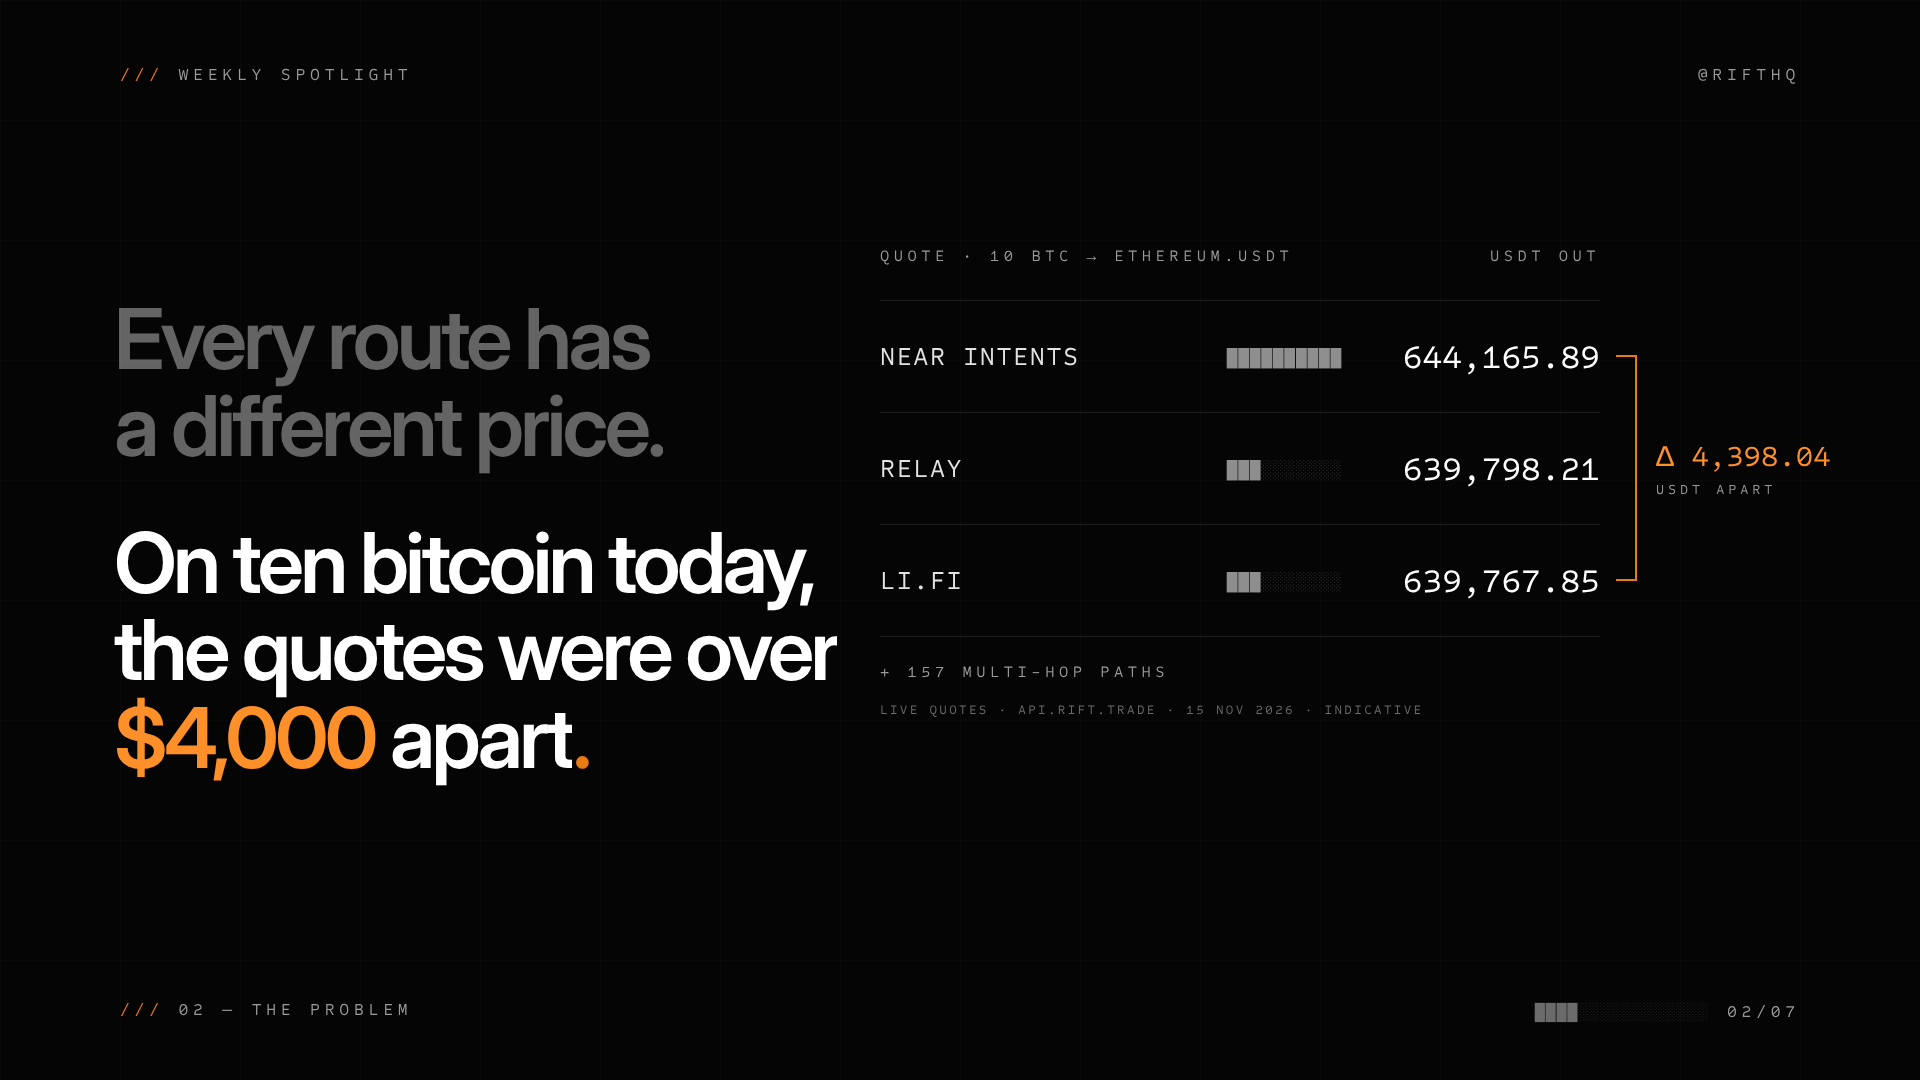 /// WEEKLY SPOTLIGHT
@RIFTHQ
Every route has
a different price.
On ten bitcoin today,
the quotes were over
$4,000 apart.
QUOTE · 10 BTC → ETHEREUM.USDT USDT OUT
NEAR INTENTS 644,165.89
RELAY 639,798.21
LI.FI 639,767.85
Δ 4,398.04
USDT APART
+ 157 MULTI-HOP PATHS
LIVE QUOTES · API.RIFT.TRADE · 15 NOV 2026 · INDICATIVE
/// 02 — THE PROBLEM
02/07